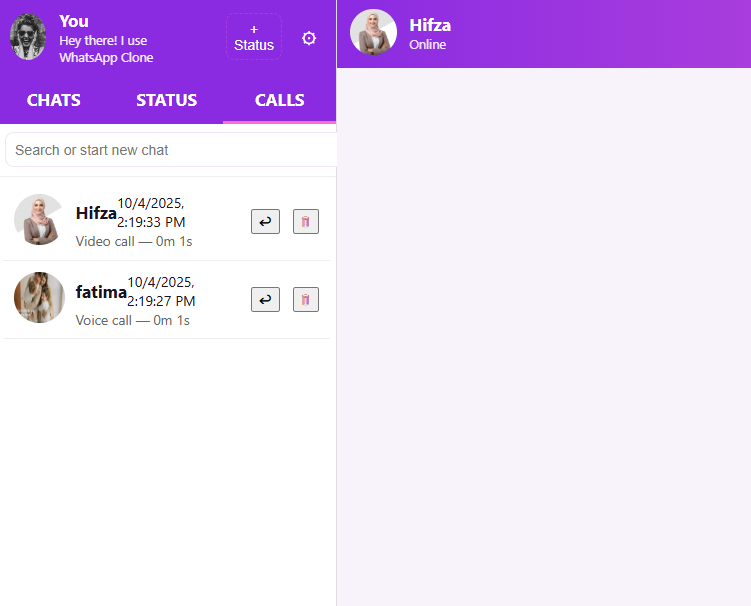 You
Hey there! I use
WhatsApp Clone
+
Status
CHATS
STATUS
CALLS
Search or start new chat
Hifza
10/4/2025,
2:19:33 PM
Video call — 0m 1s
fatima
10/4/2025,
2:19:27 PM
Voice call — 0m 1s
Hifza
Online